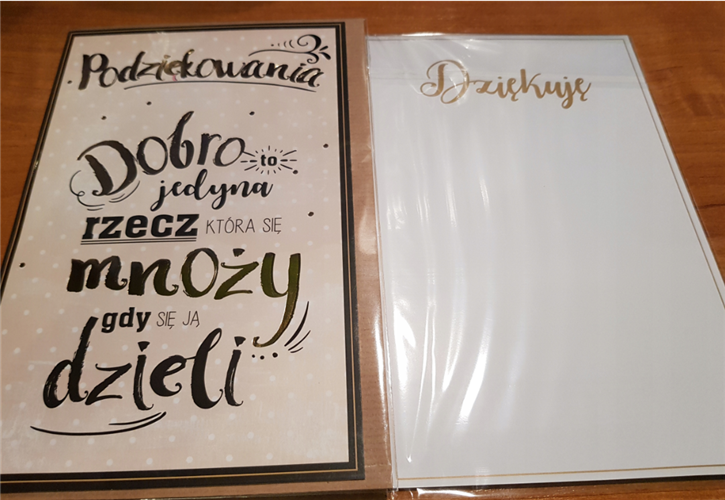 Podziękowania
Dobro to
jedyna
rzecz KTÓRA SIĘ
mnoży
gdy SIĘ JĄ
dzieli
Dziękuję